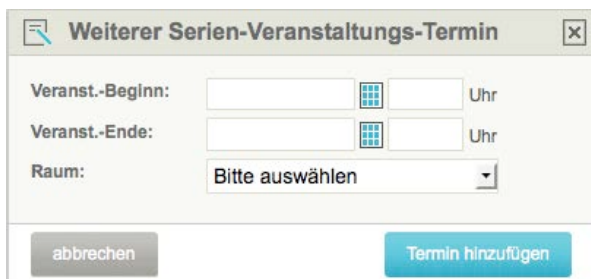 Weiterer Serien-Veranstaltungs-Termin
Veranst.-Beginn: Uhr
Veranst.-Ende: Uhr
Raum: Bitte auswählen
abbrechen Termin hinzufügen